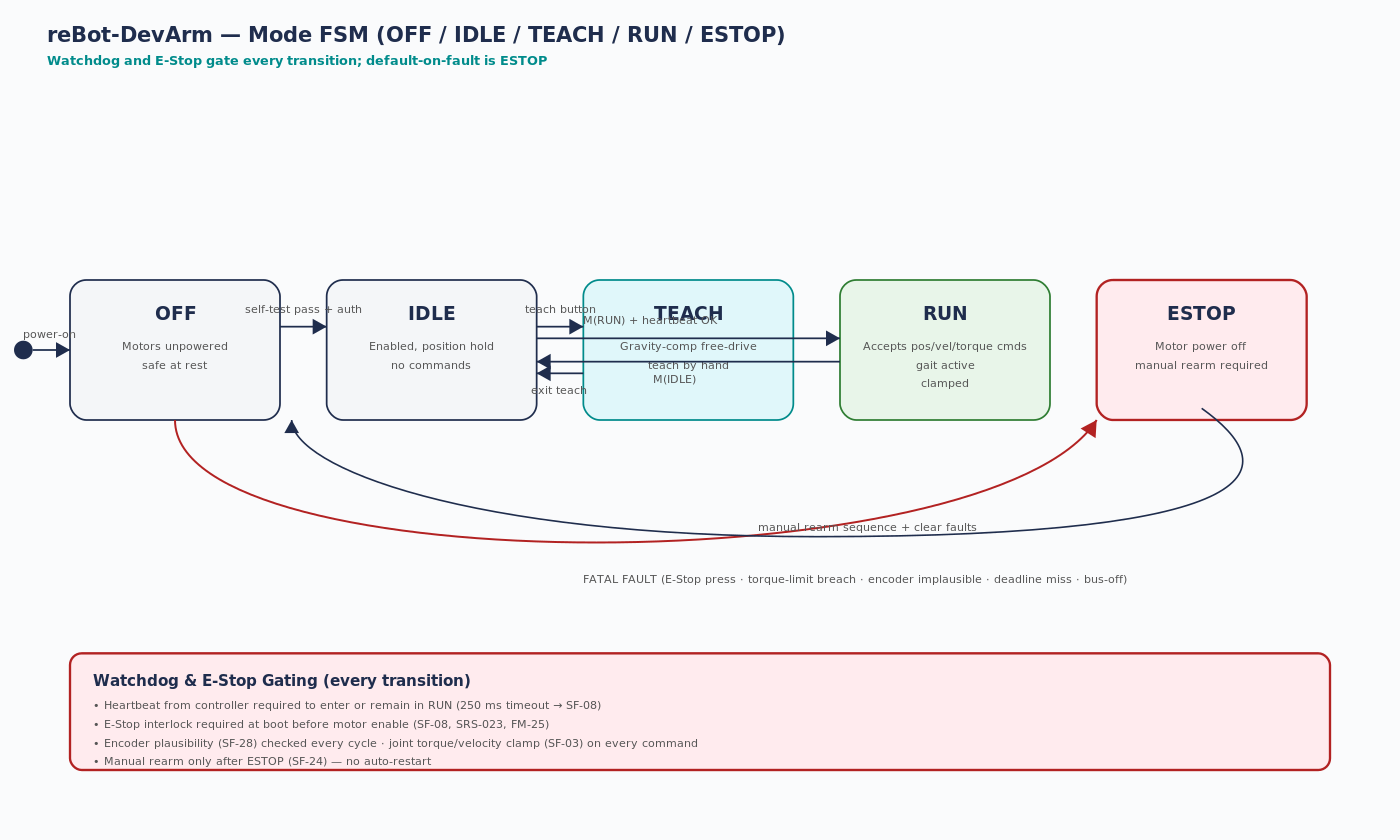 reBot-DevArm — Mode FSM (OFF / IDLE / TEACH / RUN / ESTOP)
Watchdog and E-Stop gate every transition; default-on-fault is ESTOP
power-on
OFF
Motors unpowered
safe at rest
self-test pass + auth
IDLE
Enabled, position hold
no commands
teach button
exit teach
TEACH
M(RUN) + heartbeat OK
Gravity-comp free-drive
teach by hand
M(IDLE)
RUN
Accepts pos/vel/torque cmds
gait active
clamped
ESTOP
Motor power off
manual rearm required
manual rearm sequence + clear faults
FATAL FAULT (E-Stop press · torque-limit breach · encoder implausible · deadline miss · bus-off)
Watchdog & E-Stop Gating (every transition)
• Heartbeat from controller required to enter or remain in RUN (250 ms timeout → SF-08)
• E-Stop interlock required at boot before motor enable (SF-08, SRS-023, FM-25)
• Encoder plausibility (SF-28) checked every cycle · joint torque/velocity clamp (SF-03) on every command
• Manual rearm only after ESTOP (SF-24) — no auto-restart